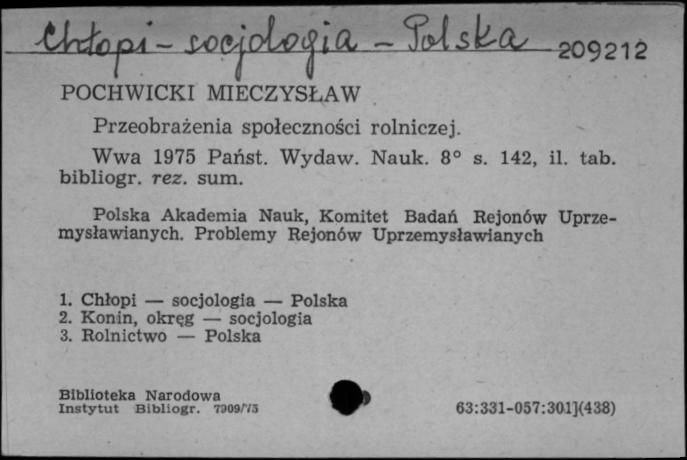 Chłopi – socjologia – Polska 209212
POCHWICKI MIECZYSŁAW
Przeobrażenia społeczności rolniczej.
Wwa 1975 Państ. Wydaw. Nauk. 8° s. 142, il. tab.
bibliogr. rez. sum.
Polska Akademia Nauk, Komitet Badań Rejonów Uprze-
mysławianych. Problemy Rejonów Uprzemysławianych
1. Chłopi — socjologia — Polska
2. Konin, okręg — socjologia
3. Rolnictwo — Polska
Biblioteka Narodowa
Instytut Bibliogr. 7909/75 63:331-057:301](438)